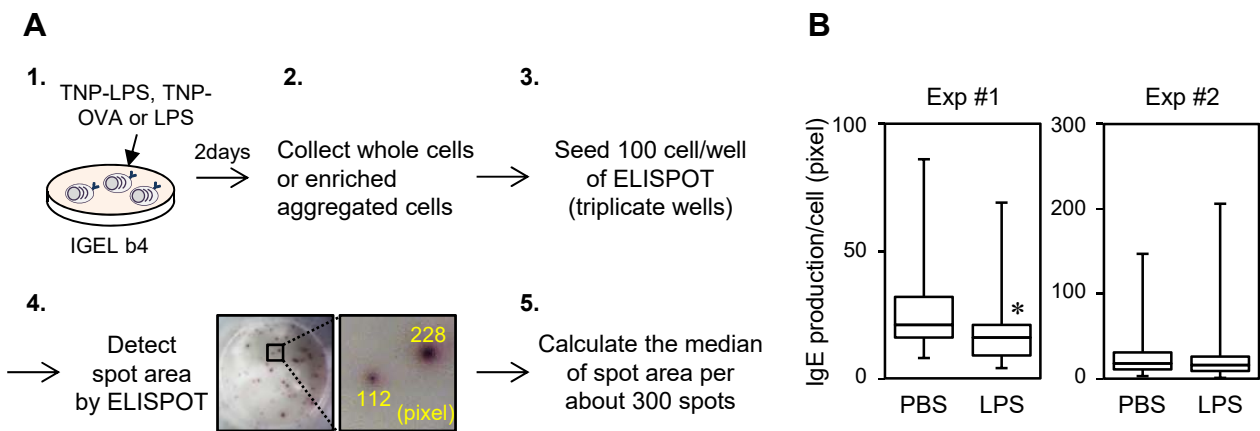 A
1.
TNP-LPS, TNP-
OVA or LPS
IGEL b4
2days
2.
Collect whole cells
or enriched
aggregated cells
3.
Seed 100 cell/well
of ELISPOT
(triplicate wells)
4.
Detect
spot area
by ELISPOT
228
112
(pixel)
5.
Calculate the median
of spot area per
about 300 spots
B
IgE production/cell (pixel)
Exp #1
100
50
0
*
PBS LPS
Exp #2
300
200
100
0
PBS LPS